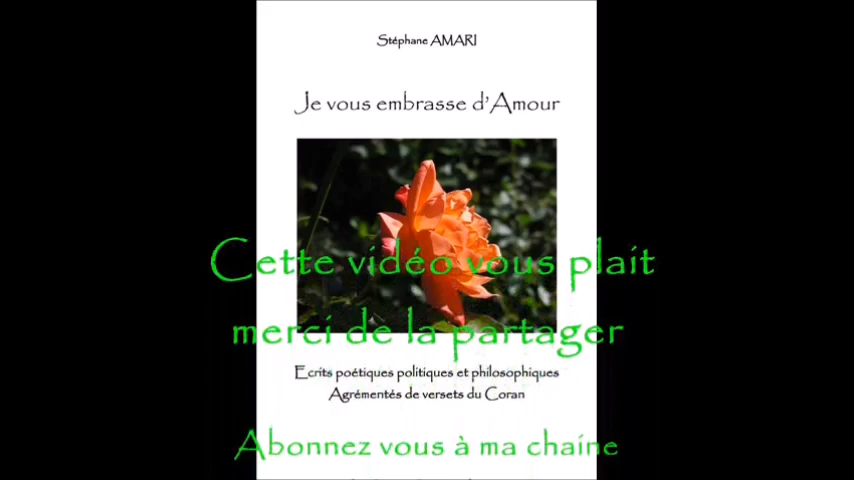 Stéphane AMARI
Je vous embrasse d'Amour
Cette vidéo vous plait
merci de la partager
Ecrits poétiques politiques et philosophiques
Agrémentés de versets du Coran
Abonnez vous à ma chaine